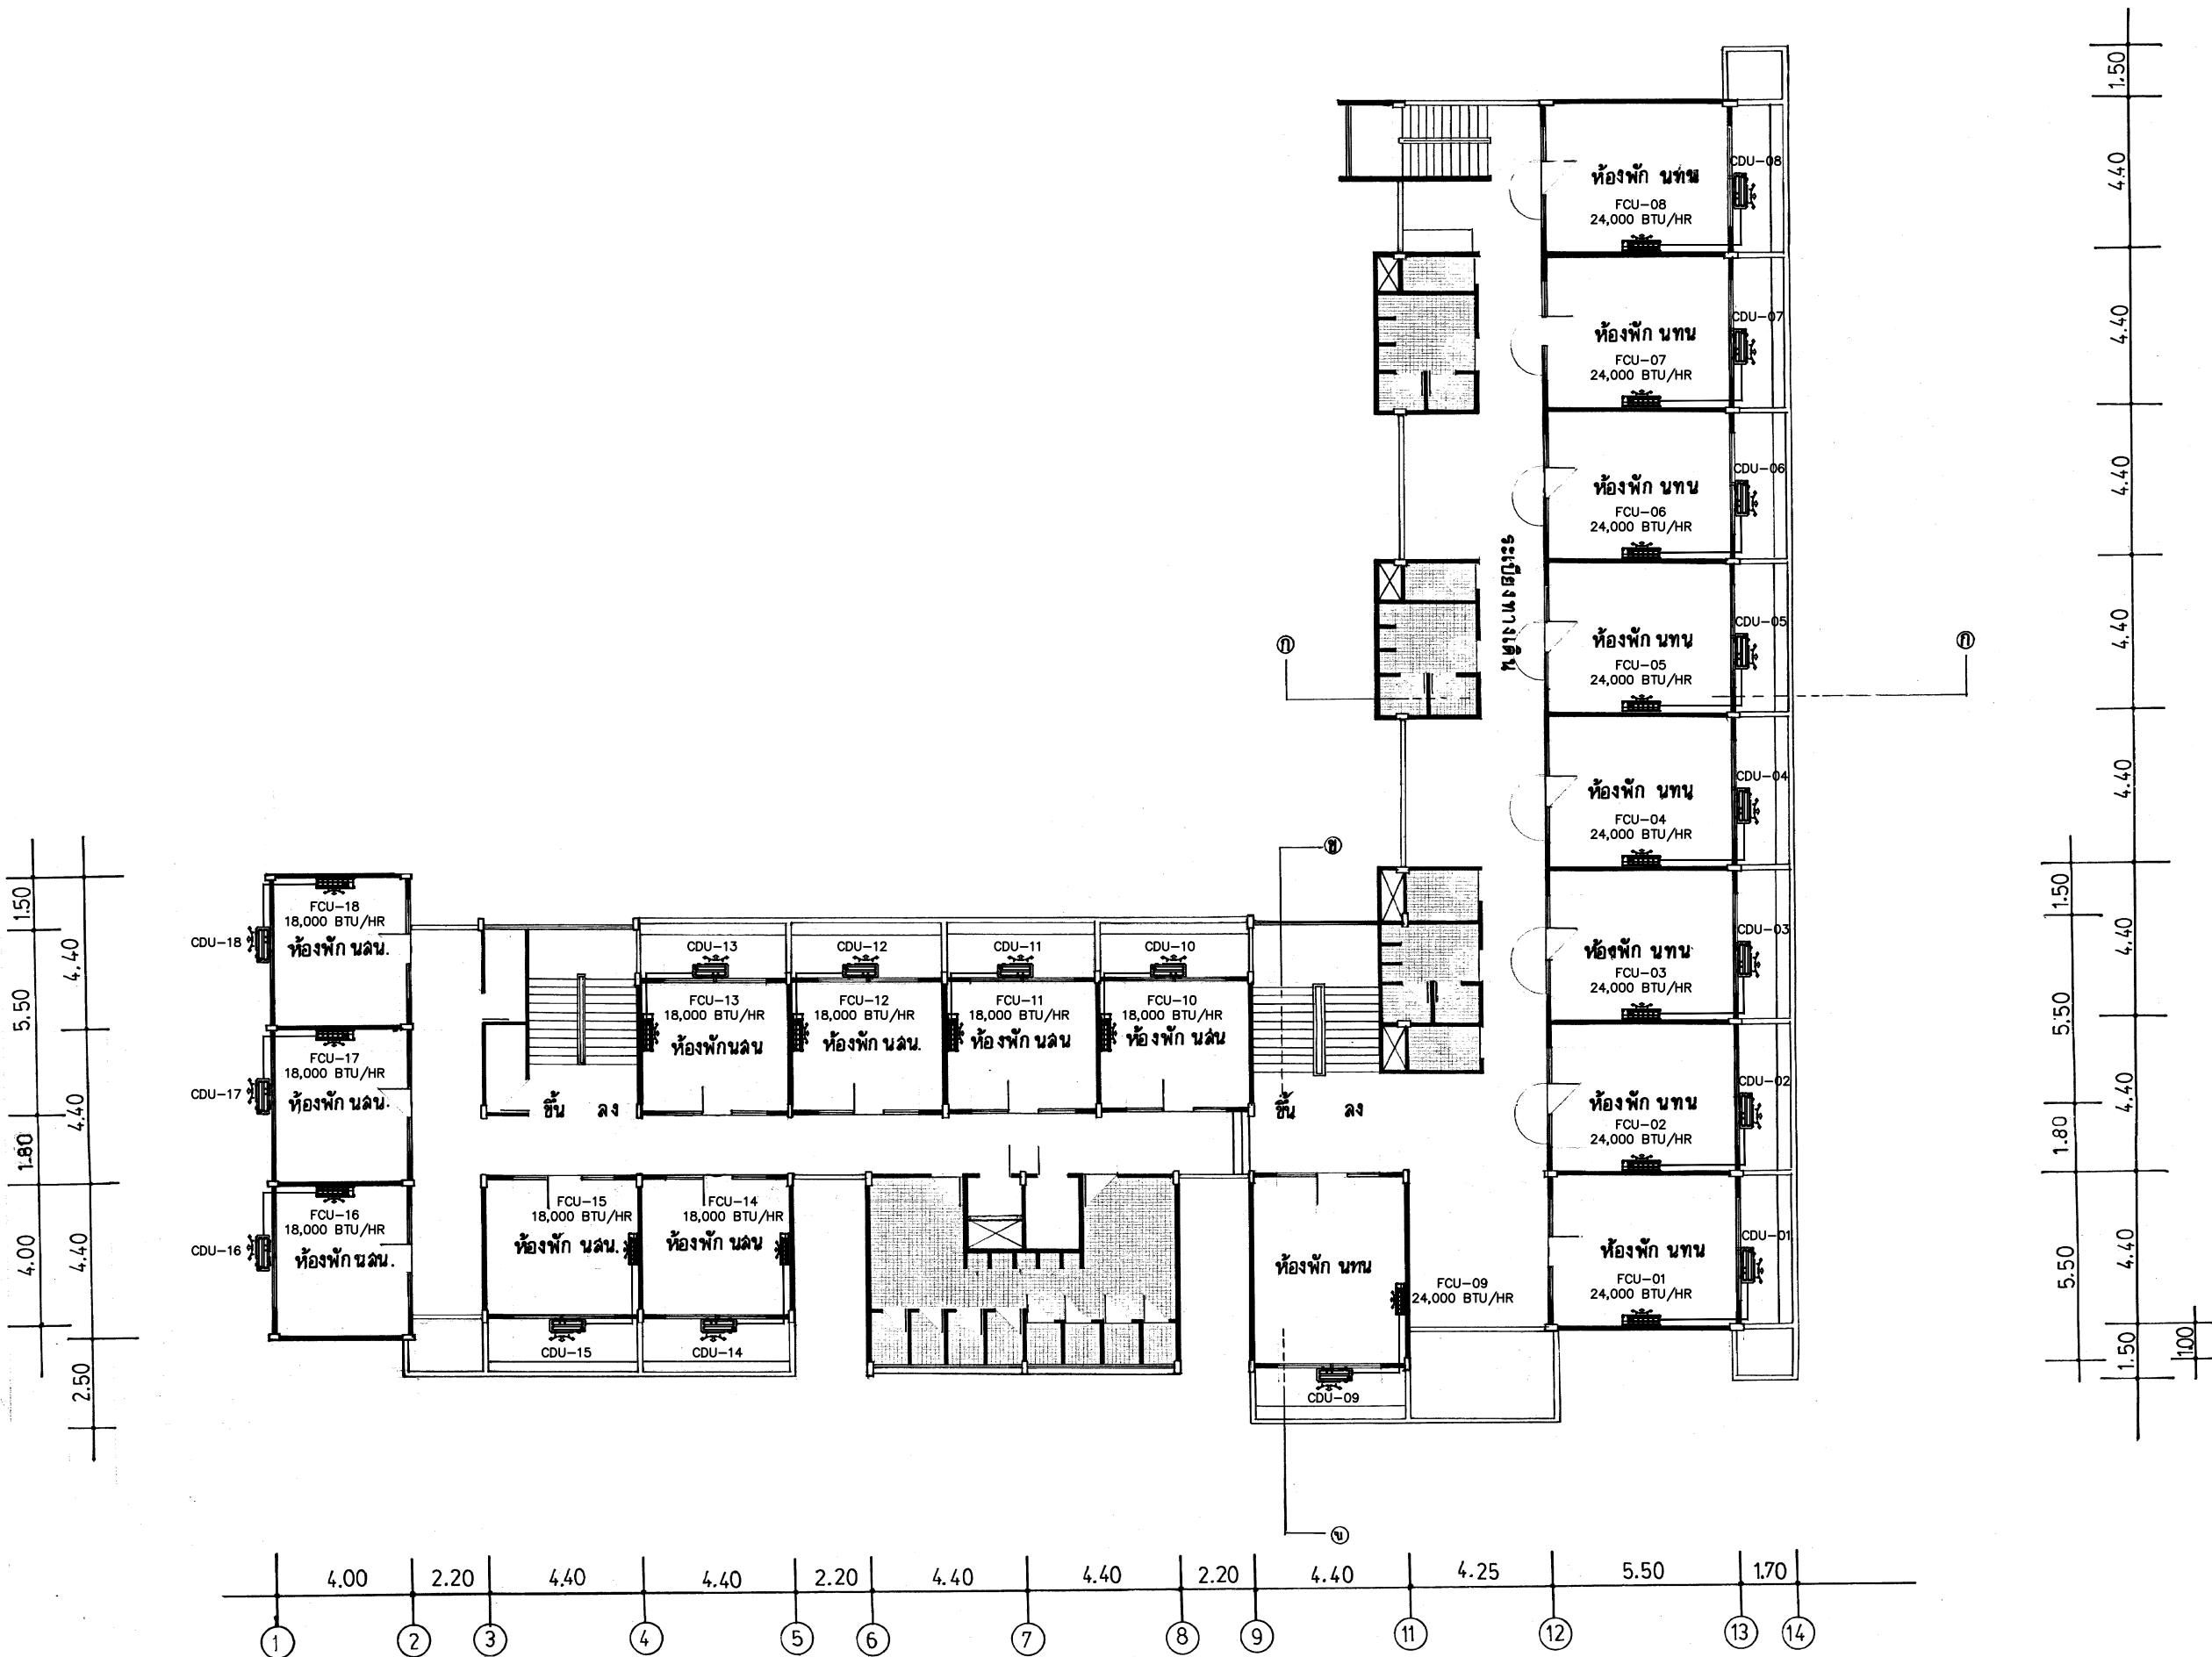 1.50
4.40
4.40
4.40
4.40
4.40
4.40
4.40
4.40
1.50
1.50
5.50
1.80
5.50
1.00
CDU-08
ห้องพัก นทน
FCU-08
24,000 BTU/HR
CDU-07
ห้องพัก นทน
FCU-07
24,000 BTU/HR
CDU-06
ห้องพัก นทน
FCU-06
24,000 BTU/HR
ระเบียงทางเดิน
CDU-05
ห้องพัก นทน
FCU-05
24,000 BTU/HR
ก
ก
CDU-04
ห้องพัก นทน
FCU-04
24,000 BTU/HR
ข
CDU-03
ห้องพัก นทน
FCU-03
24,000 BTU/HR
CDU-02
ห้องพัก นทน
FCU-02
24,000 BTU/HR
CDU-01
ห้องพัก นทน
FCU-01
24,000 BTU/HR
1.50
5.50
1.80
4.00
4.40
4.40
4.40
2.50
FCU-18
18,000 BTU/HR
CDU-18
ห้องพัก นลน.
FCU-17
18,000 BTU/HR
CDU-17
ห้องพัก นลน.
FCU-16
18,000 BTU/HR
CDU-16
ห้องพัก นลน.
CDU-13
CDU-12
CDU-11
CDU-10
FCU-13
18,000 BTU/HR
ห้องพัก นลน
FCU-12
18,000 BTU/HR
ห้องพัก นลน.
FCU-11
18,000 BTU/HR
ห้องพัก นลน
FCU-10
18,000 BTU/HR
ห้องพัก นลน
ขึ้น ลง
ขึ้น ลง
FCU-15
18,000 BTU/HR
ห้องพัก นลน.
CDU-15
FCU-14
18,000 BTU/HR
ห้องพัก นลน
CDU-14
ห้องพัก นทน
FCU-09
24,000 BTU/HR
CDU-09
ข
4.00 2.20 4.40 4.40 2.20 4.40 4.40 2.20 4.40 4.25 5.50 1.70
1 2 3 4 5 6 7 8 9 11 12 13 14